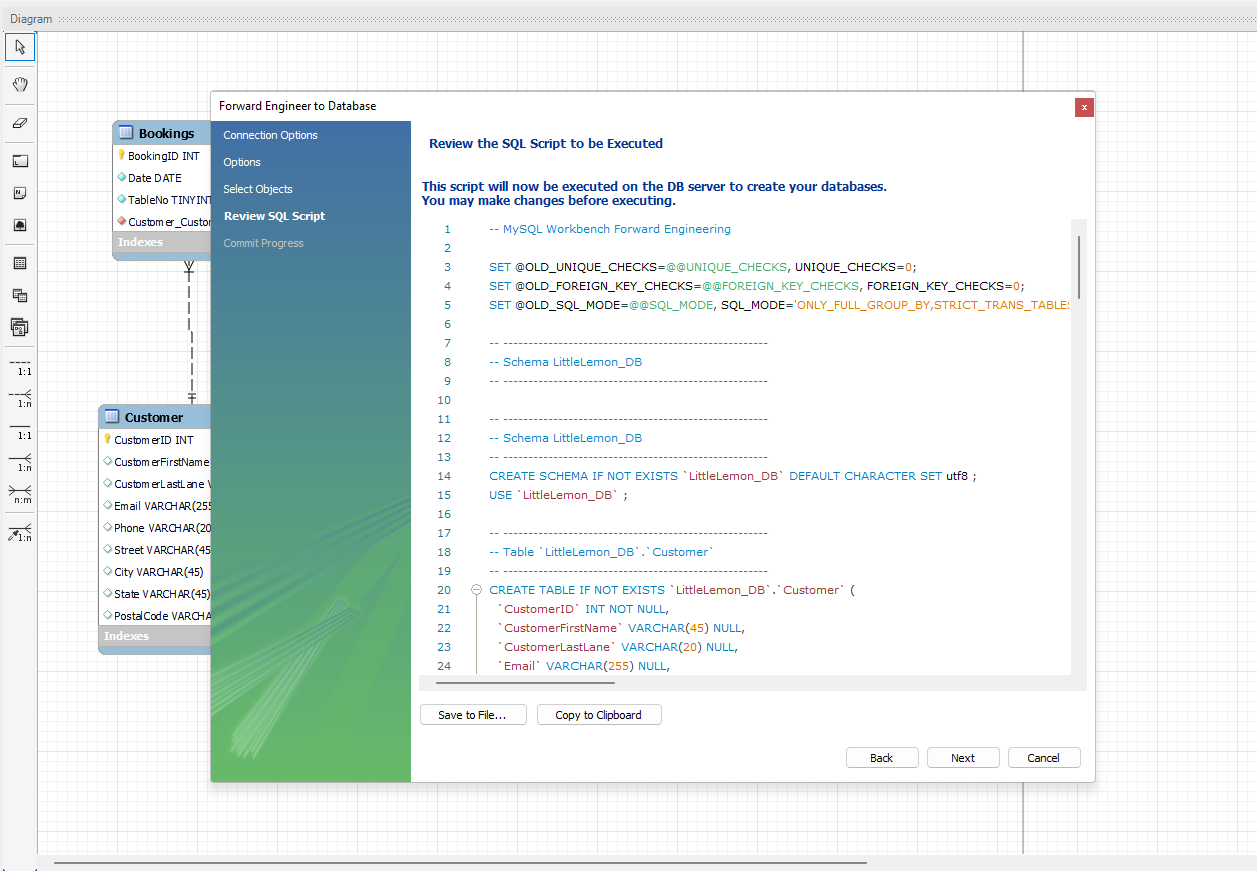 Diagram
Bookings
BookingID INT
Date DATE
TableNo TINYINT
Customer_Custor
Indexes
Customer
CustomerID INT
CustomerFirstName
CustomerLastLane
Email VARCHAR(255
Phone VARCHAR(20
Street VARCHAR(45
City VARCHAR(45)
State VARCHAR(45)
PostalCode VARCHA
Indexes
1:1
1:n
1:1
1:n
n:m
1:n
Forward Engineer to Database
x
Connection Options
Options
Select Objects
Review SQL Script
Commit Progress
Review the SQL Script to be Executed
This script will now be executed on the DB server to create your databases.
You may make changes before executing.
1 -- MySQL Workbench Forward Engineering
2
3 SET @OLD_UNIQUE_CHECKS=@@UNIQUE_CHECKS, UNIQUE_CHECKS=0;
4 SET @OLD_FOREIGN_KEY_CHECKS=@@FOREIGN_KEY_CHECKS, FOREIGN_KEY_CHECKS=0;
5 SET @OLD_SQL_MODE=@@SQL_MODE, SQL_MODE='ONLY_FULL_GROUP_BY,STRICT_TRANS_TABLES
6
7 -- -----------------------------------------------------
8 -- Schema LittleLemon_DB
9 -- -----------------------------------------------------
10
11 -- -----------------------------------------------------
12 -- Schema LittleLemon_DB
13 -- -----------------------------------------------------
14 CREATE SCHEMA IF NOT EXISTS `LittleLemon_DB` DEFAULT CHARACTER SET utf8 ;
15 USE `LittleLemon_DB` ;
16
17 -- -----------------------------------------------------
18 -- Table `LittleLemon_DB`.`Customer`
19 -- -----------------------------------------------------
20 CREATE TABLE IF NOT EXISTS `LittleLemon_DB`.`Customer` (
21 `CustomerID` INT NOT NULL,
22 `CustomerFirstName` VARCHAR(45) NULL,
23 `CustomerLastLane` VARCHAR(20) NULL,
24 `Email` VARCHAR(255) NULL,
Save to File...
Copy to Clipboard
Back
Next
Cancel